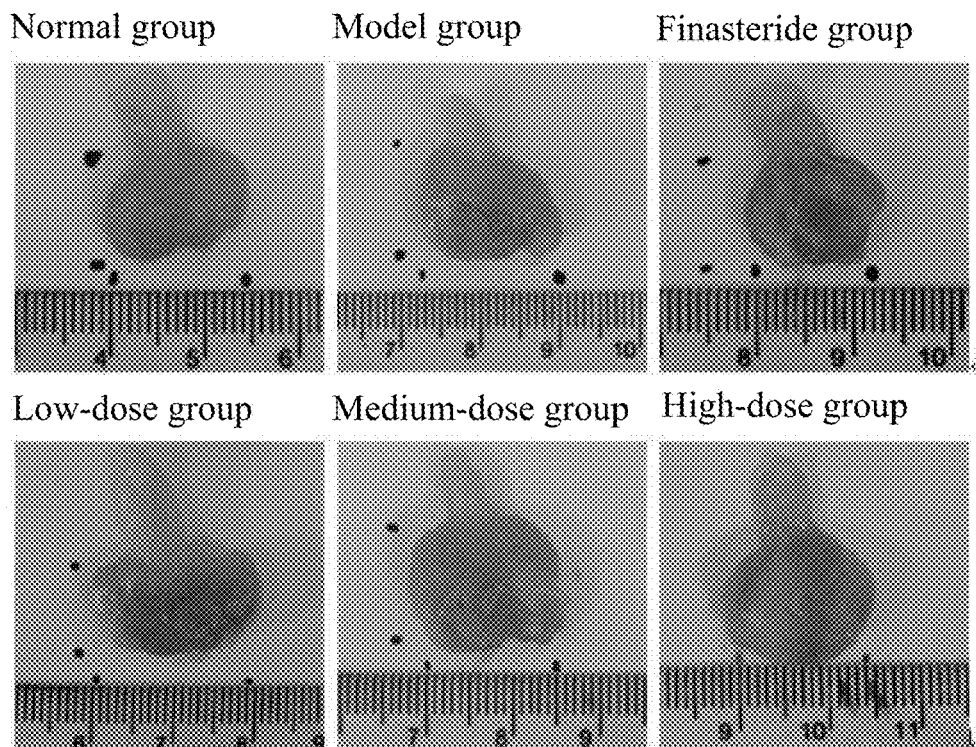 Normal group
Model group
Finasteride group
4 5 6
7 8 9 10
8 9 10
Low-dose group
Medium-dose group
High-dose group
6 7 8 9
7 8 9
9 10 11